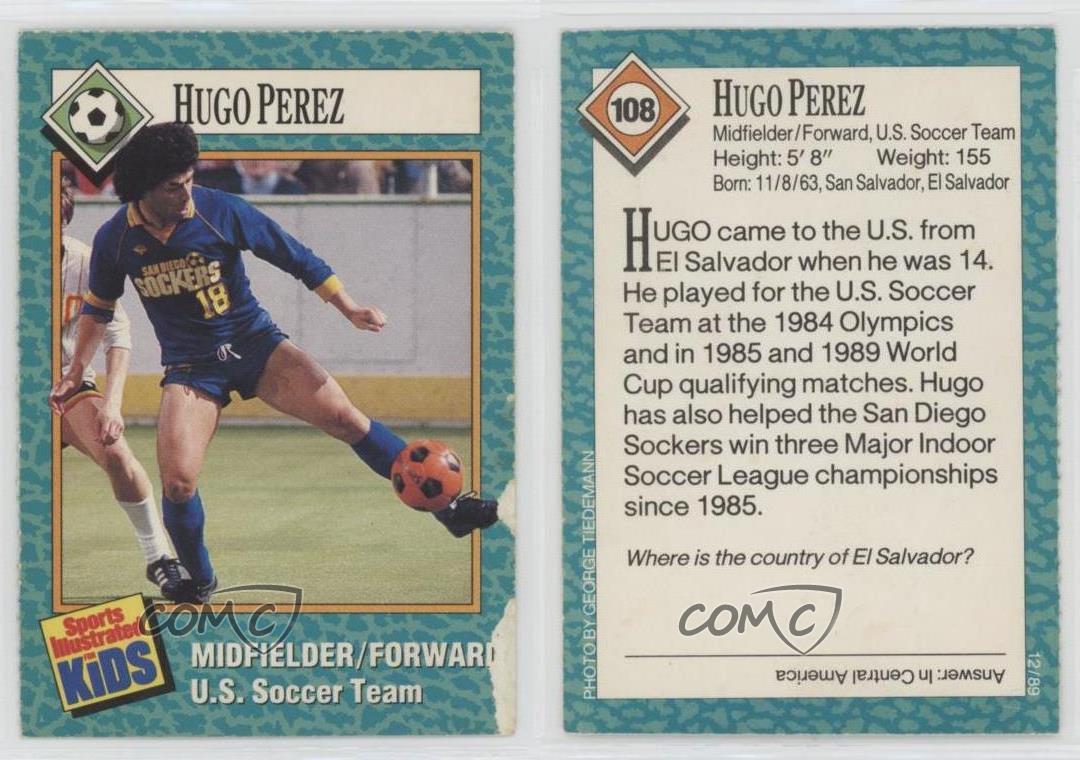 HUGO PEREZ
SAN DIEGO
SOCKERS
18
Sports
Illustrated
FOR
KIDS
MIDFIELDER/FORWARD
U.S. Soccer Team
COMC
108
HUGO PEREZ
Midfielder/Forward, U.S. Soccer Team
Height: 5' 8" Weight: 155
Born: 11/8/63, San Salvador, El Salvador
HUGO came to the U.S. from
El Salvador when he was 14.
He played for the U.S. Soccer
Team at the 1984 Olympics
and in 1985 and 1989 World
Cup qualifying matches. Hugo
has also helped the San Diego
Sockers win three Major Indoor
Soccer League championships
since 1985.
Where is the country of El Salvador?
COMC
Answer: In Central America
PHOTO BY GEORGE TIEDEMANN
12/89